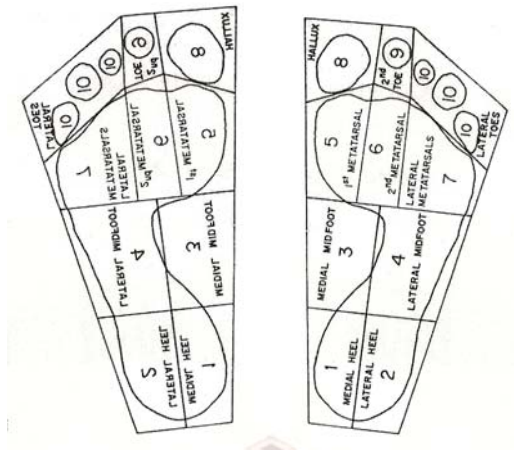 LATERAL
TOES
10
10
10
9
2nd
TOE
8
HALLUX
7
LATERAL
METATARSALS
6
2nd METATARSAL
5
1st METATARSAL
4
LATERAL MIDFOOT
3
MEDIAL MIDFOOT
2
LATERAL HEEL
1
MEDIAL HEEL
HALLUX
8
2nd
TOE
9
10
10
10
LATERAL
TOES
5
1st METATARSAL
6
2nd METATARSAL
LATERAL
METATARSALS
7
MEDIAL MIDFOOT
3
4
LATERAL MIDFOOT
1
MEDIAL HEEL
LATERAL HEEL
2